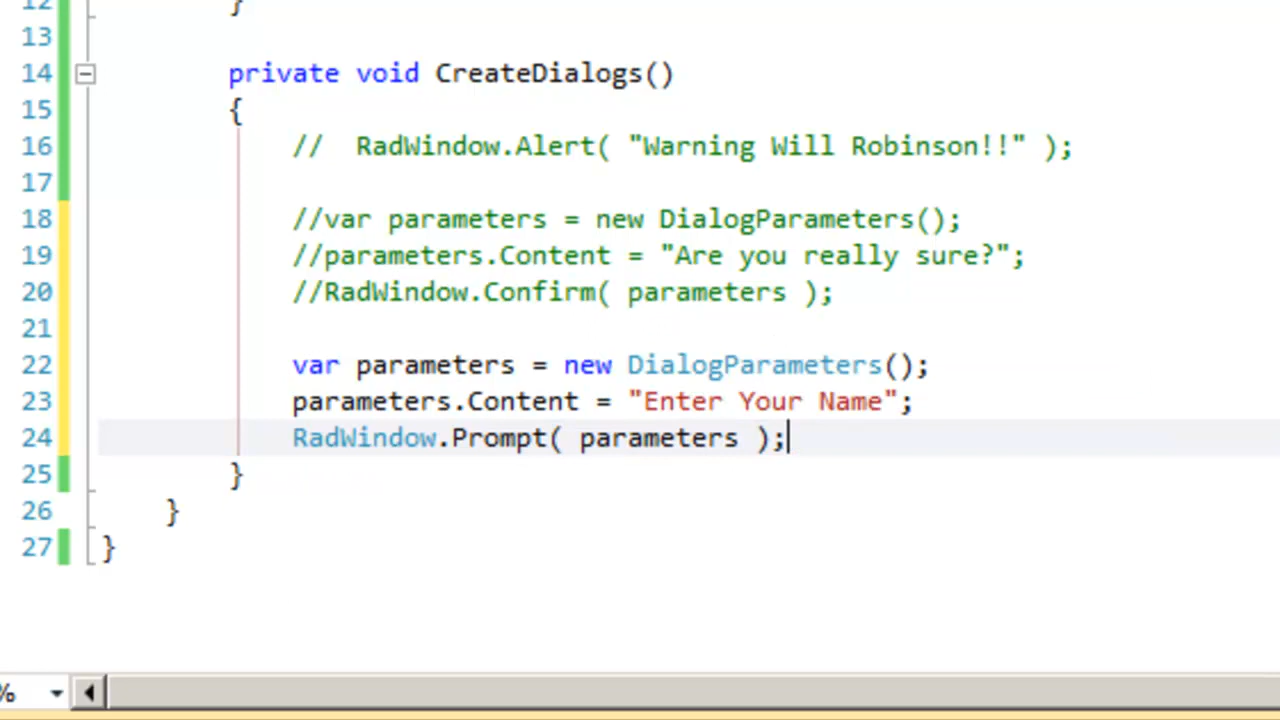 12 }
13
14 private void CreateDialogs()
15 {
16 // RadWindow.Alert( "Warning Will Robinson!!" );
17
18 //var parameters = new DialogParameters();
19 //parameters.Content = "Are you really sure?";
20 //RadWindow.Confirm( parameters );
21
22 var parameters = new DialogParameters();
23 parameters.Content = "Enter Your Name";
24 RadWindow.Prompt( parameters );
25 }
26 }
27 }
%